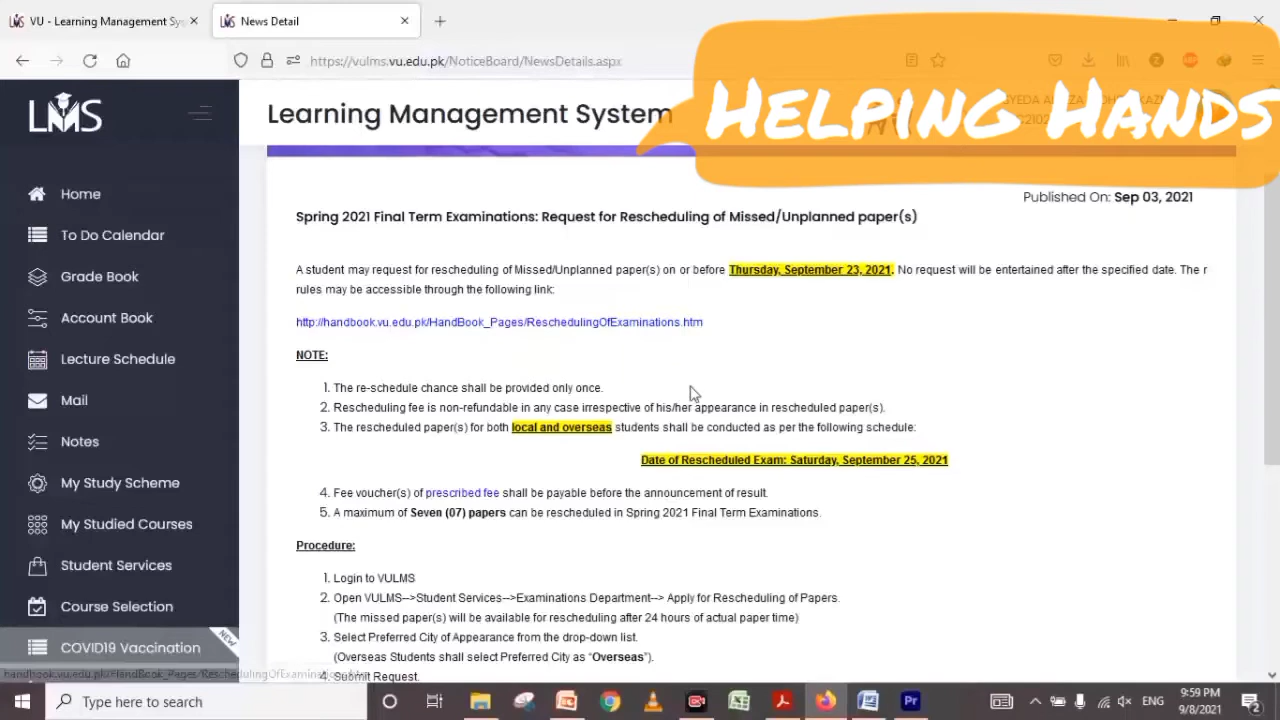 VU - Learning Management Sys
News Detail
https://vulms.vu.edu.pk/NoticeBoard/NewsDetails.aspx
HELPING HANDS
LMS
Learning Management System
Home
To Do Calendar
Grade Book
Account Book
Lecture Schedule
Mail
Notes
My Study Scheme
My Studied Courses
Student Services
Course Selection
COVID19 Vaccination
NEW
Published On: Sep 03, 2021
Spring 2021 Final Term Examinations: Request for Rescheduling of Missed/Unplanned paper(s)
A student may request for rescheduling of Missed/Unplanned paper(s) on or before Thursday, September 23, 2021. No request will be entertained after the specified date. The r
rules may be accessible through the following link:
http://handbook.vu.edu.pk/HandBook_Pages/ReschedulingOfExaminations.htm
NOTE:
1. The re-schedule chance shall be provided only once.
2. Rescheduling fee is non-refundable in any case irrespective of his/her appearance in rescheduled paper(s).
3. The rescheduled paper(s) for both local and overseas students shall be conducted as per the following schedule:
Date of Rescheduled Exam: Saturday, September 25, 2021
4. Fee voucher(s) of prescribed fee shall be payable before the announcement of result.
5. A maximum of Seven (07) papers can be rescheduled in Spring 2021 Final Term Examinations.
Procedure:
1. Login to VULMS
2. Open VULMS-->Student Services-->Examinations Department--> Apply for Rescheduling of Papers.
(The missed paper(s) will be available for rescheduling after 24 hours of actual paper time)
3. Select Preferred City of Appearance from the drop-down list.
(Overseas Students shall select Preferred City as “Overseas”).
4. Submit Request.
Type here to search
ENG
9:59 PM
9/8/2021
2